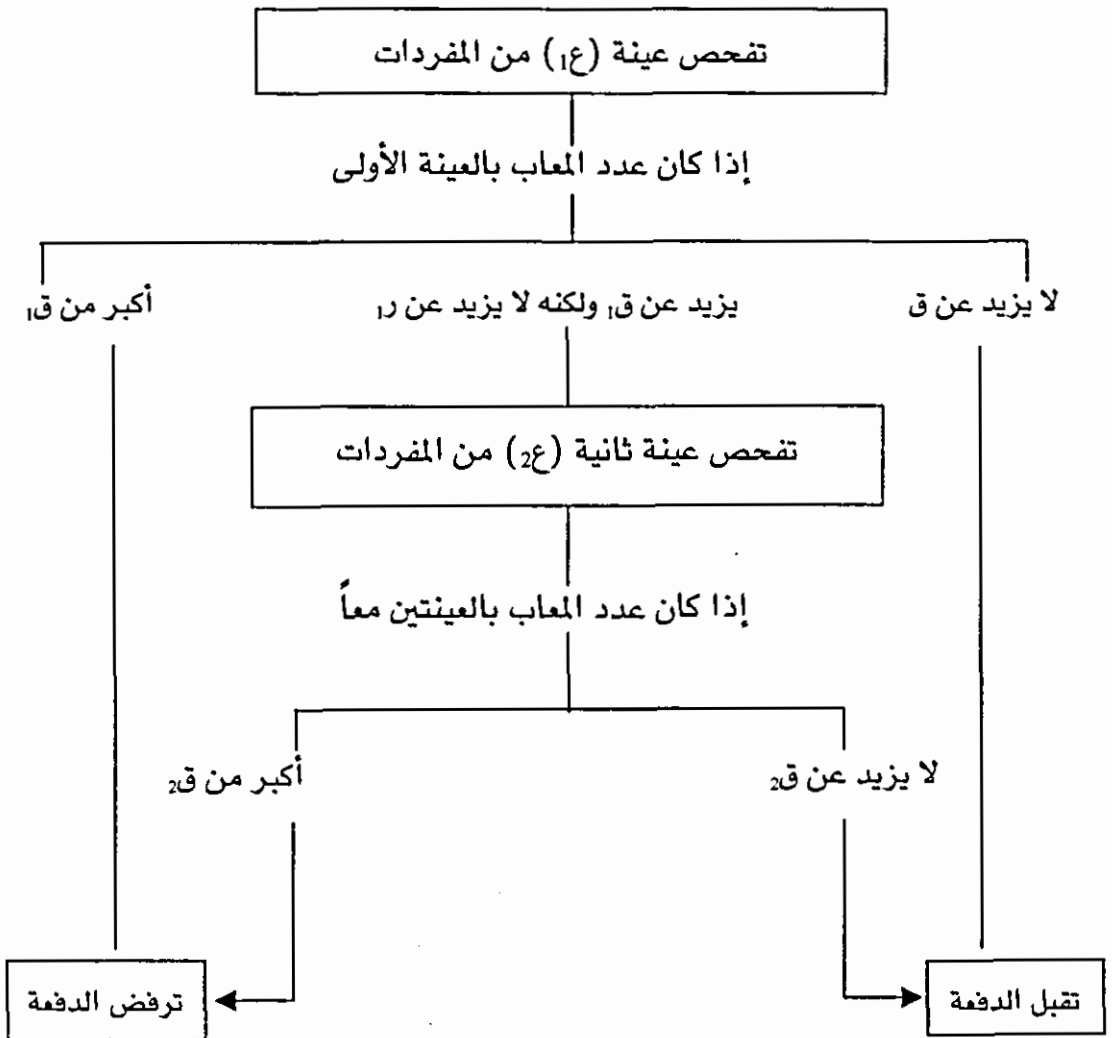 تفحص عينة (ع₁) من المفردات
إذا كان عدد المعاب بالعينة الأولى
لا يزيد عن ق
يزيد عن ق₁ ولكنه لا يزيد عن ر₁
أكبر من ق₁
تفحص عينة ثانية (ع₂) من المفردات
إذا كان عدد المعاب بالعينتين معاً
لا يزيد عن ق₂
أكبر من ق₂
تقبل الدفعة
ترفض الدفعة